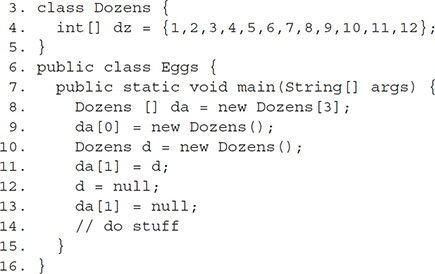 3. class Dozens {
4.   int[] dz = {1,2,3,4,5,6,7,8,9,10,11,12};
5. }
6. public class Eggs {
7.   public static void main(String[] args) {
8.     Dozens [] da = new Dozens[3];
9.     da[0] = new Dozens();
10.     Dozens d = new Dozens();
11.     da[1] = d;
12.     d = null;
13.     da[1] = null;
14.     // do stuff
15.   }
16. }